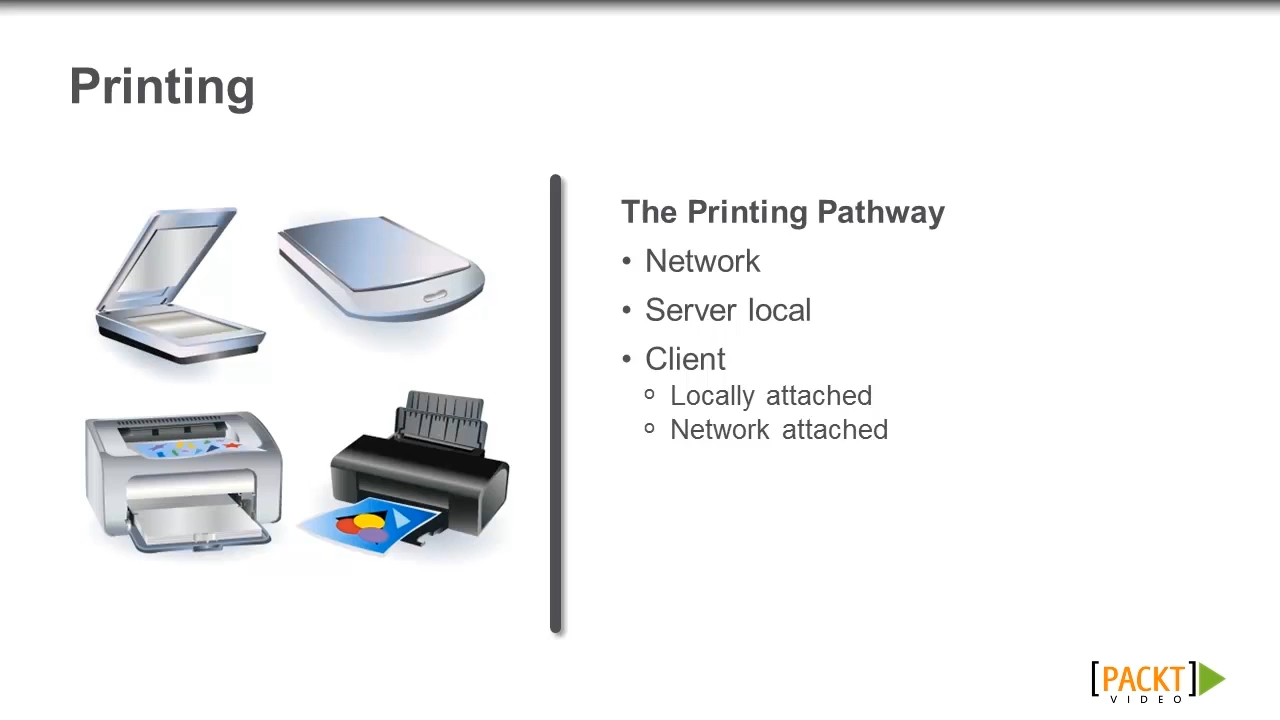 Printing
The Printing Pathway
• Network
• Server local
• Client
o Locally attached
o Network attached
[PACKT]
VIDEO